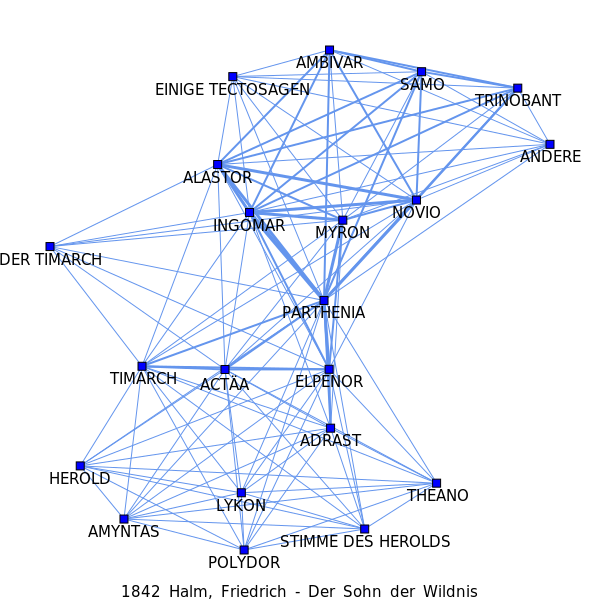 AMBIVAR
SAMO
EINIGE TECTOSAGEN
TRINOBANT
ANDERE
ALASTOR
NOVIO
INGOMAR
MYRON
DER TIMARCH
PARTHENIA
TIMARCH
ACTÄA
ELPENOR
ADRAST
HEROLD
THEANO
LYKON
AMYNTAS
STIMME DES HEROLDS
POLYDOR
1842 Halm, Friedrich - Der Sohn der Wildnis